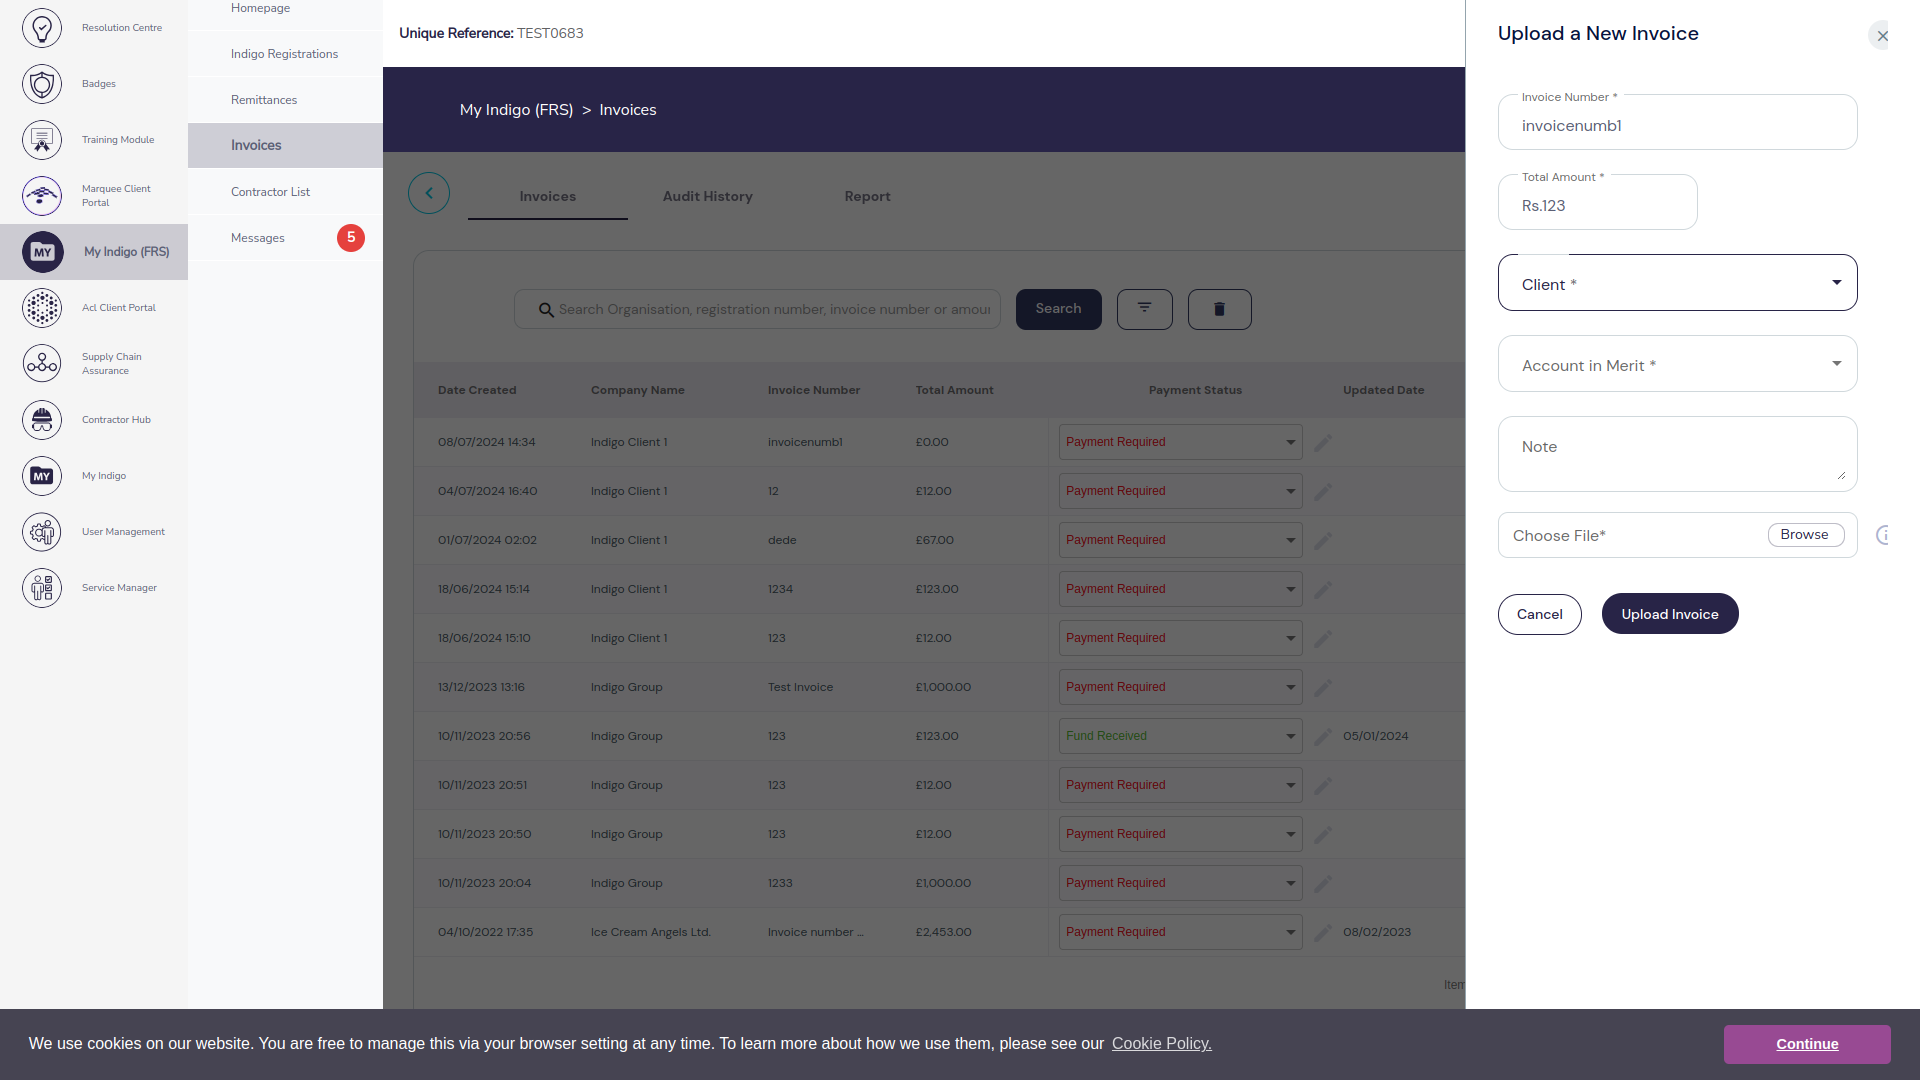 Resolution Centre
Badges
Training Module
Marquee Client
Portal
MY My Indigo (FRS)
Acl Client Portal
Supply Chain
Assurance
Contractor Hub
MY My Indigo
User Management
Service Manager
Homepage
Indigo Registrations
Remittances
Invoices
Contractor List
Messages 5
Unique Reference: TEST0683
My Indigo (FRS) > Invoices
Invoices Audit History Report
Search Organisation, registration number, invoice number or amoun Search
Date Created Company Name Invoice Number Total Amount Payment Status Updated Date
08/07/2024 14:34 Indigo Client 1 invoicenumb1 £0.00 Payment Required
04/07/2024 16:40 Indigo Client 1 12 £12.00 Payment Required
01/07/2024 02:02 Indigo Client 1 dede £67.00 Payment Required
18/06/2024 15:14 Indigo Client 1 1234 £123.00 Payment Required
18/06/2024 15:10 Indigo Client 1 123 £12.00 Payment Required
13/12/2023 13:16 Indigo Group Test Invoice £1,000.00 Payment Required
10/11/2023 20:56 Indigo Group 123 £123.00 Fund Received 05/01/2024
10/11/2023 20:51 Indigo Group 123 £12.00 Payment Required
10/11/2023 20:50 Indigo Group 123 £12.00 Payment Required
10/11/2023 20:04 Indigo Group 1233 £1,000.00 Payment Required
04/10/2022 17:35 Ice Cream Angels Ltd. Invoice number ... £2,453.00 Payment Required 08/02/2023
Item
Upload a New Invoice
Invoice Number *
invoicenumb1
Total Amount *
Rs.123
Client *
Account in Merit *
Note
Choose File* Browse
Cancel Upload Invoice
We use cookies on our website. You are free to manage this via your browser setting at any time. To learn more about how we use them, please see our Cookie Policy. Continue